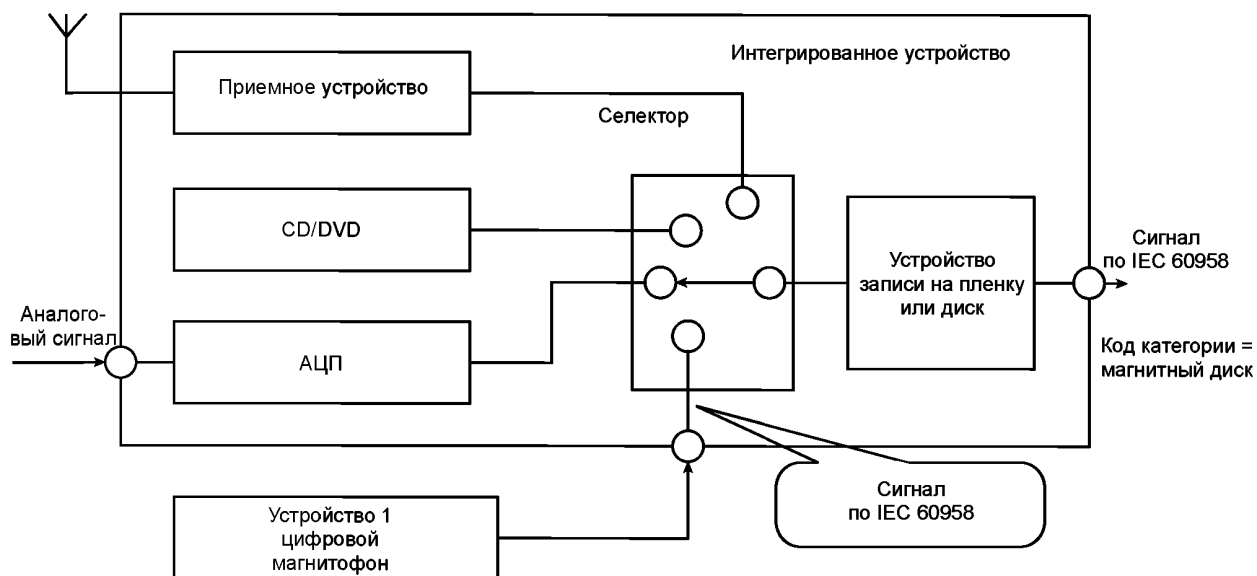 Интегрированное устройство
Приемное устройство
Селектор
CD/DVD
Устройство
записи на пленку
или диск
Сигнал
по IEC 60958
Аналого-
вый сигнал
АЦП
Код категории =
магнитный диск
Сигнал
по IEC 60958
Устройство 1
цифровой
магнитофон